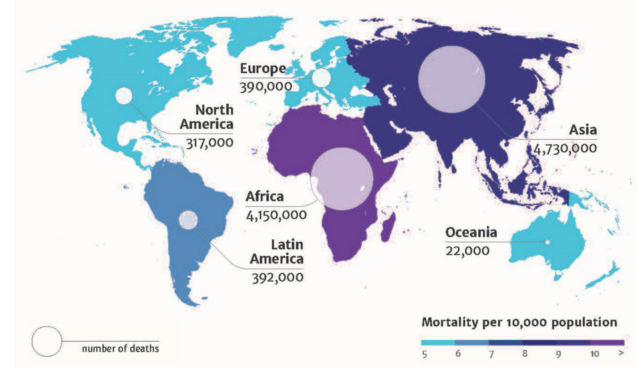 Europe
390,000
North
America
317,000
Asia
4,730,000
Africa
4,150,000
Latin
America
392,000
Oceania
22,000
number of deaths
Mortality per 10,000 population
5 6 7 8 9 10 >